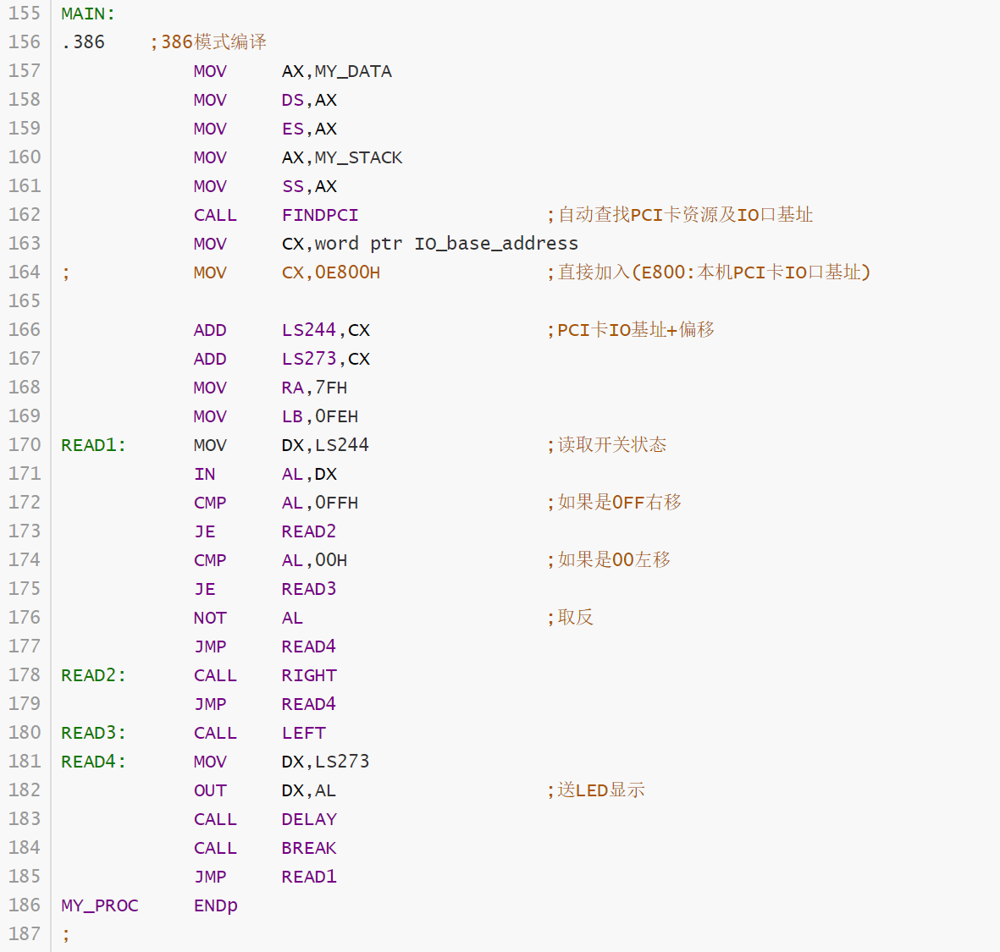 155 MAIN:
156 .386    ;386模式编译
157             MOV     AX,MY_DATA
158             MOV     DS,AX
159             MOV     ES,AX
160             MOV     AX,MY_STACK
161             MOV     SS,AX
162             CALL    FINDPCI                 ;自动查找PCI卡资源及IO口基址
163             MOV     CX,word ptr IO_base_address
164 ;           MOV     CX,0E800H               ;直接加入(E800:本机PCI卡IO口基址)
165
166             ADD     LS244,CX                ;PCI卡IO基址+偏移
167             ADD     LS273,CX
168             MOV     RA,7FH
169             MOV     LB,0FEH
170 READ1:      MOV     DX,LS244                ;读取开关状态
171             IN      AL,DX
172             CMP     AL,0FFH                 ;如果是0FF右移
173             JE      READ2
174             CMP     AL,00H                  ;如果是00左移
175             JE      READ3
176             NOT     AL                      ;取反
177             JMP     READ4
178 READ2:      CALL    RIGHT
179             JMP     READ4
180 READ3:      CALL    LEFT
181 READ4:      MOV     DX,LS273
182             OUT     DX,AL                   ;送LED显示
183             CALL    DELAY
184             CALL    BREAK
185             JMP     READ1
186 MY_PROC     ENDp
187 ;